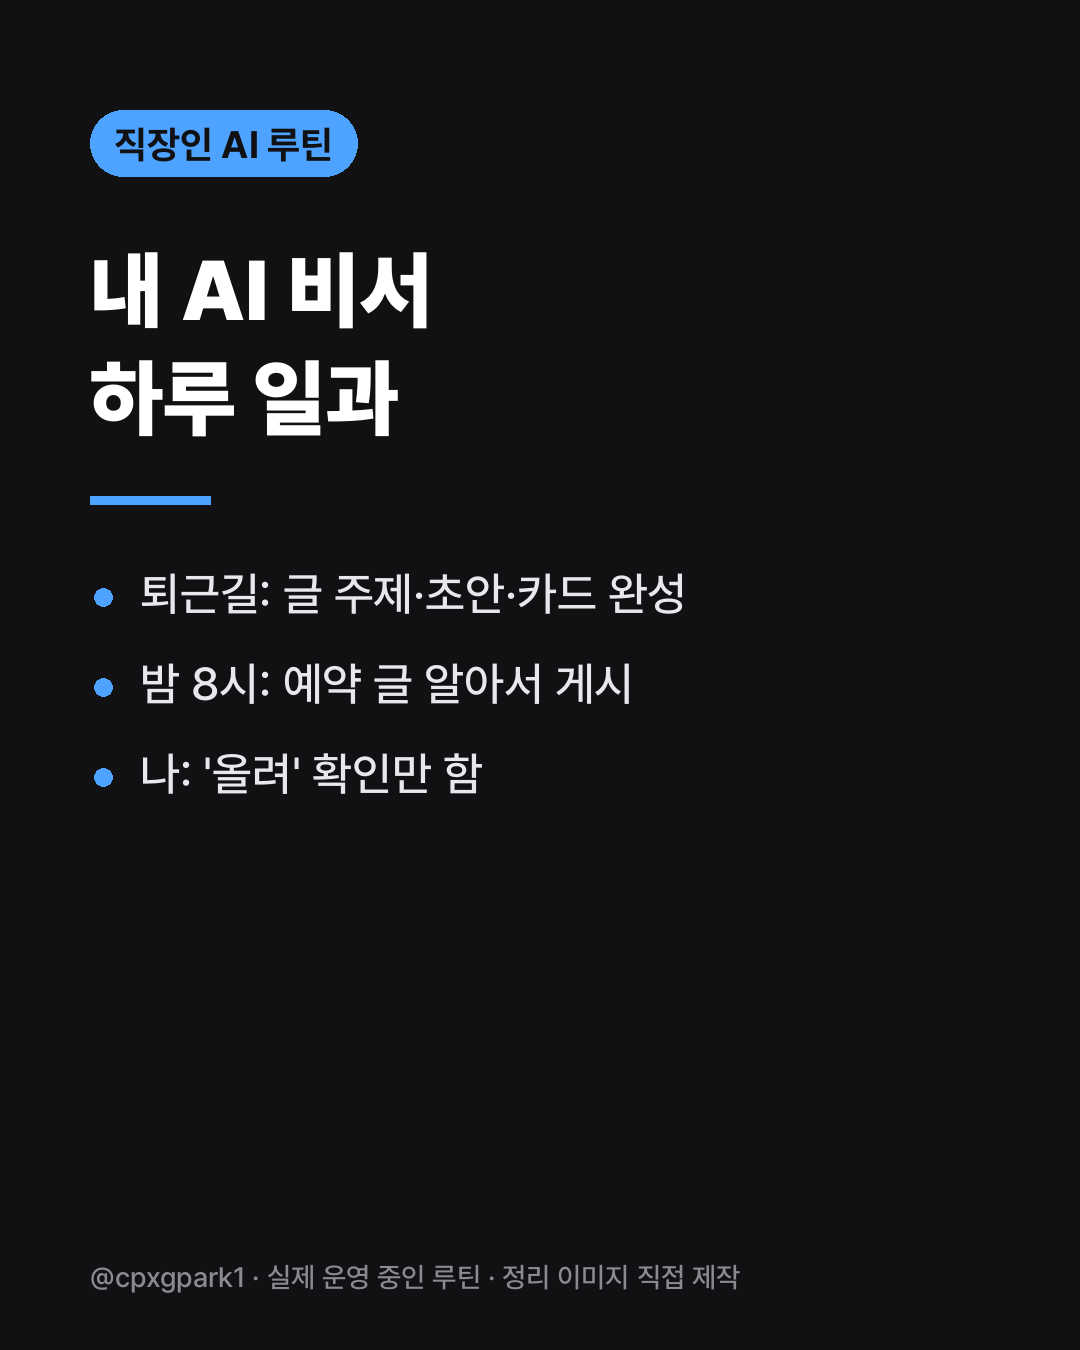 직장인 AI 루틴
내 AI 비서
하루 일과
퇴근길: 글 주제·초안·카드 완성
밤 8시: 예약 글 알아서 게시
나: '올려' 확인만 함
@cpxgpark1 · 실제 운영 중인 루틴 · 정리 이미지 직접 제작